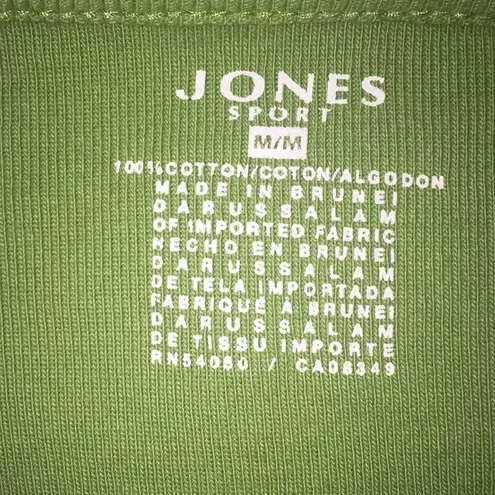 JONES
SPORT
M/M
100%COTTON/COTON/ALGODON
MADE IN BRUNEI
DARUSSALAM
OF IMPORTED FABRIC
HECHO EN BRUNEI
DARUSSALAM
DE TELA IMPORTADA
FABRIQUÉ À BRUNEI
DARUSSALAM
DE TISSU IMPORTE
RN54050 / CA08349